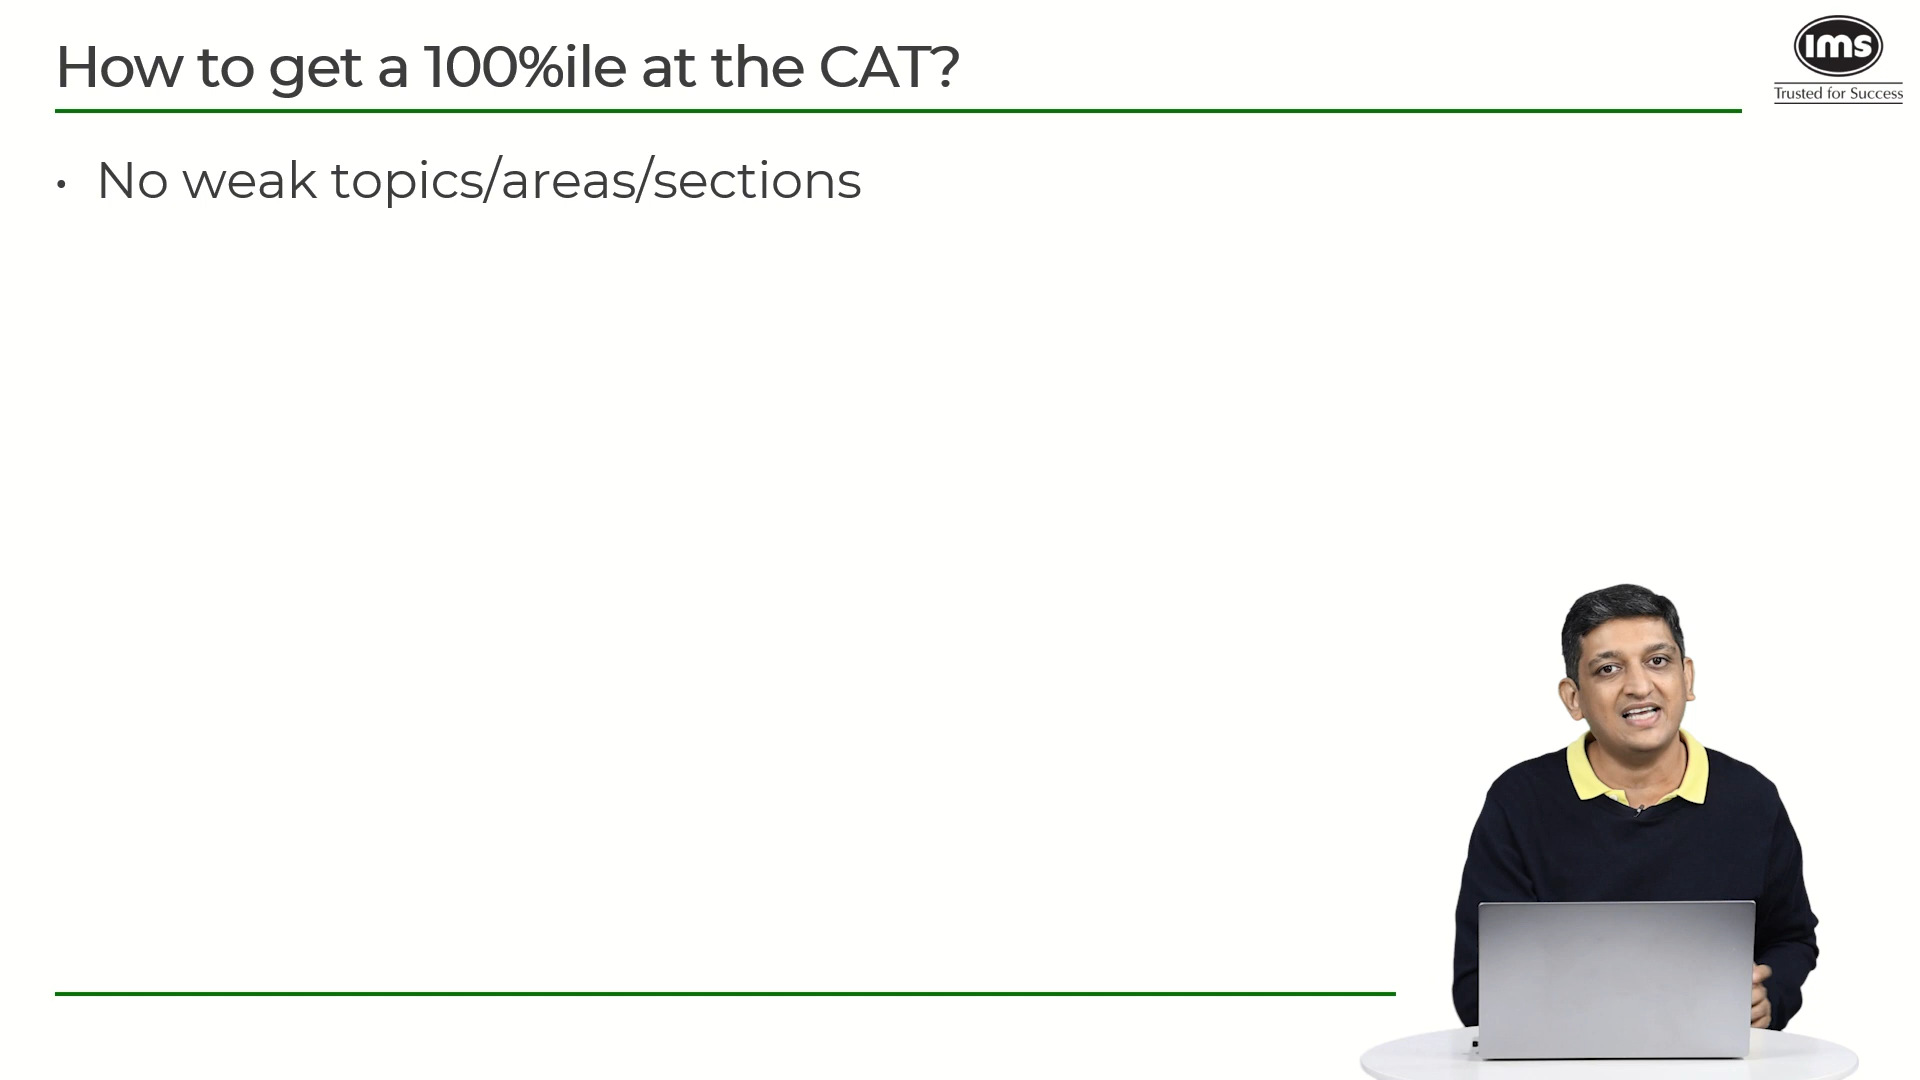 How to get a 100%ile at the CAT?
ims
Trusted for Success
• No weak topics/areas/sections